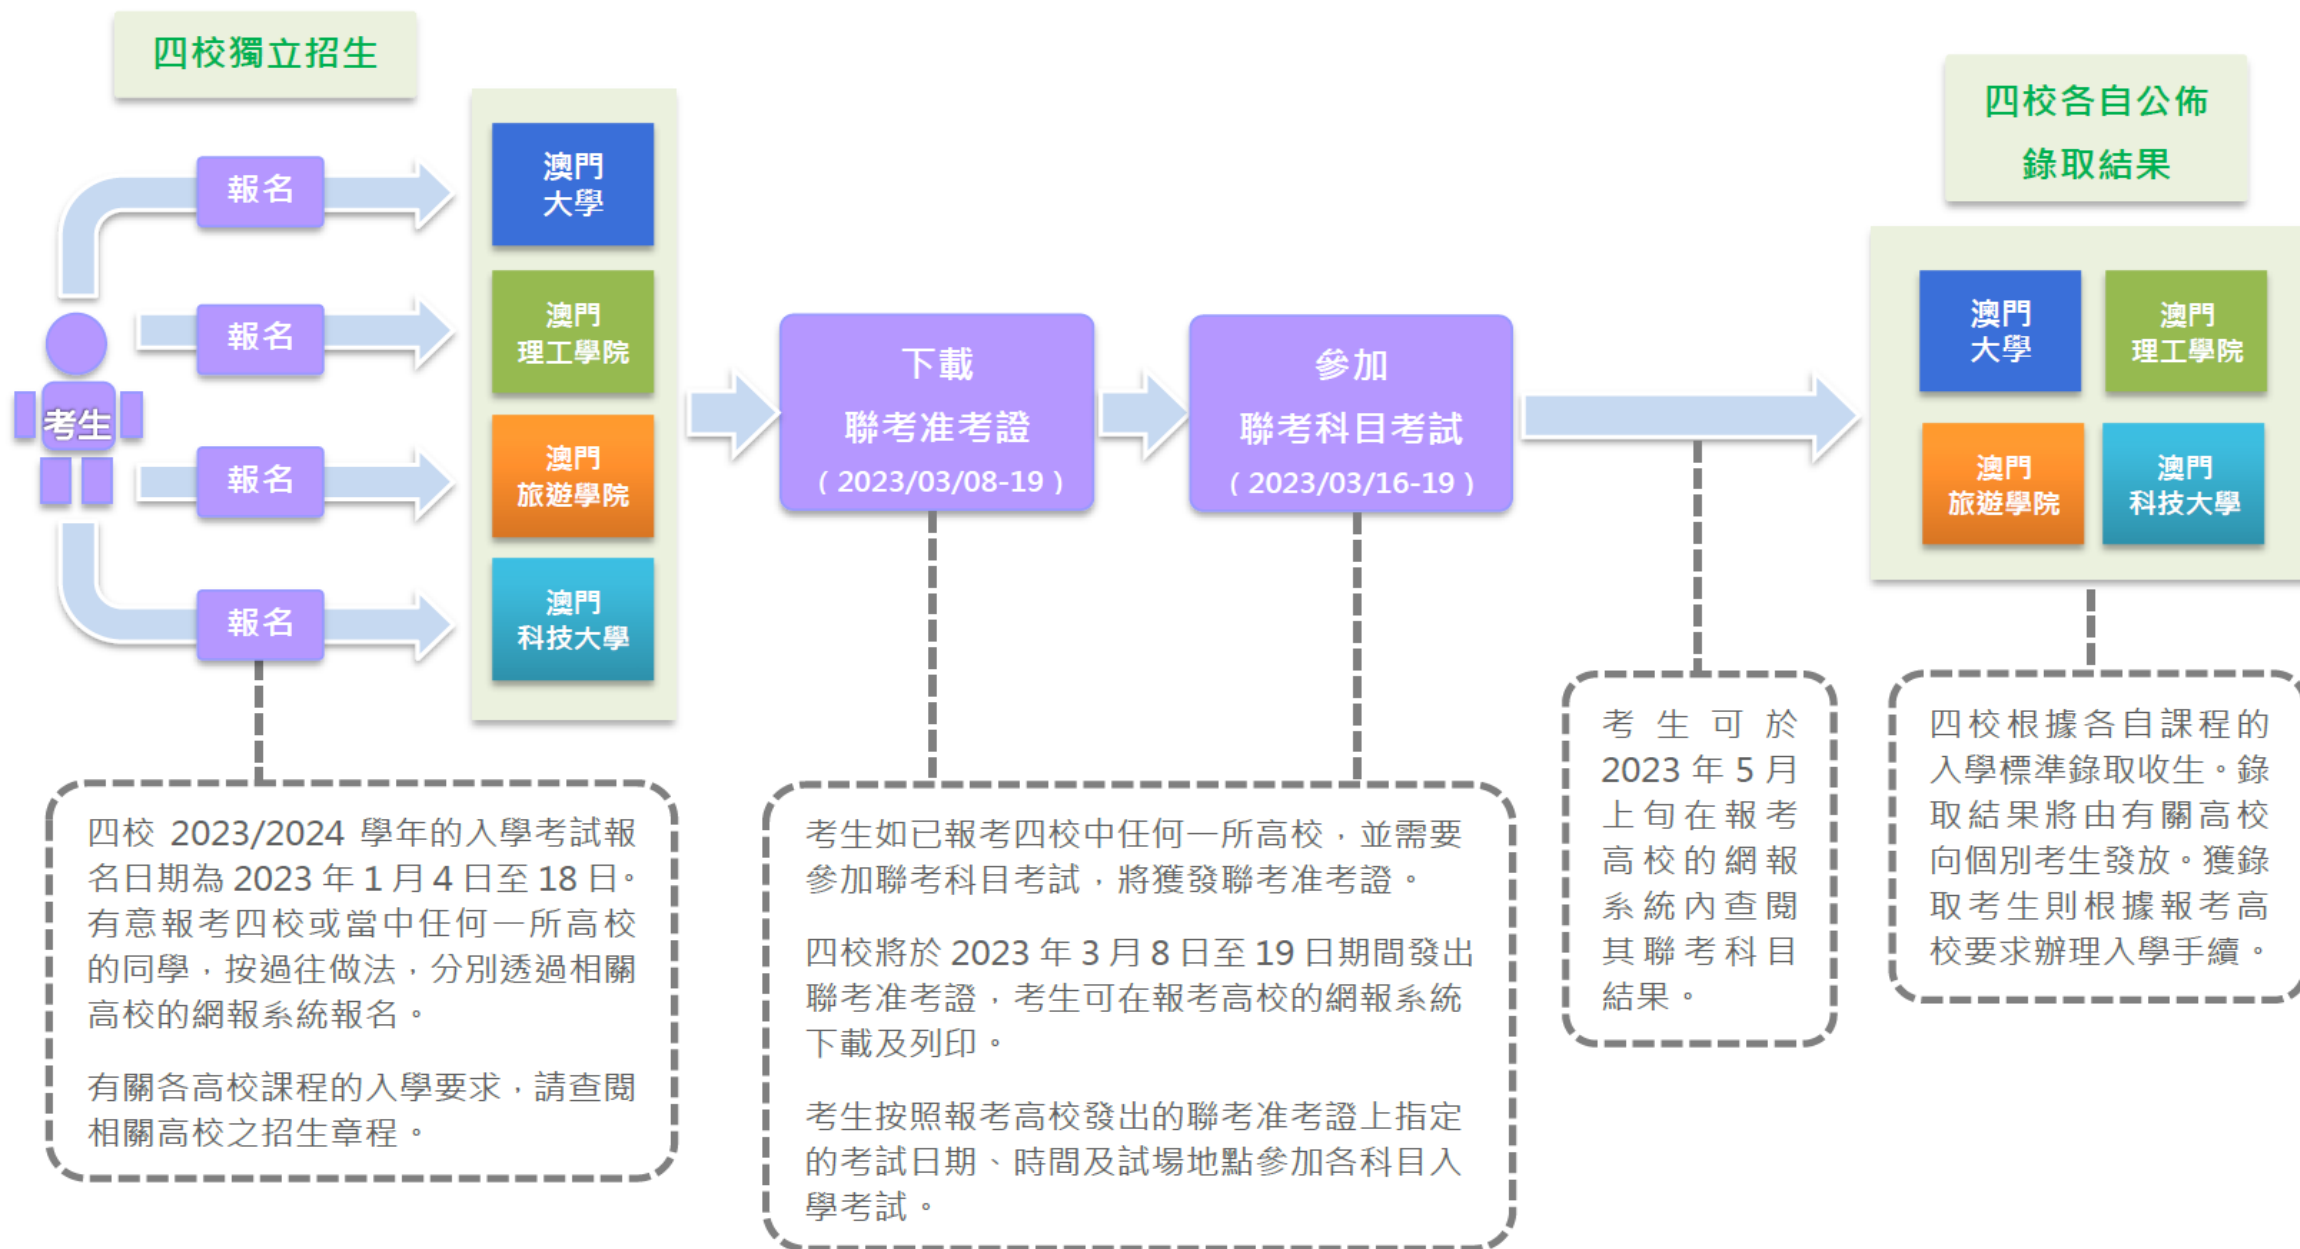 四校獨立招生
報名
報名
考生
報名
報名
澳門
大學
澳門
理工學院
澳門
旅遊學院
澳門
科技大學
下載
聯考准考證
( 2023/03/08-19 )
參加
聯考科目考試
( 2023/03/16-19 )
四校各自公佈
錄取結果
澳門
大學
澳門
理工學院
澳門
旅遊學院
澳門
科技大學
四校 2023/2024 學年的入學考試報
名日期為 2023 年 1 月 4 日至 18 日。
有意報考四校或當中任何一所高校
的同學，按過往做法，分別透過相關
高校的網報系統報名。
有關各高校課程的入學要求，請查閱
相關高校之招生章程。
考生如已報考四校中任何一所高校，並需要
參加聯考科目考試，將獲發聯考准考證。
四校將於 2023 年 3 月 8 日至 19 日期間發出
聯考准考證，考生可在報考高校的網報系統
下載及列印。
考生按照報考高校發出的聯考准考證上指定
的考試日期、時間及試場地點參加各科目入
學考試。
考生可於
2023 年 5 月
上旬在報考
高校的網報
系統內查閱
其聯考科目
結果。
四校根據各自課程的
入學標準錄取收生。錄
取結果將由有關高校
向個別考生發放。獲錄
取考生則根據報考高
校要求辦理入學手續。